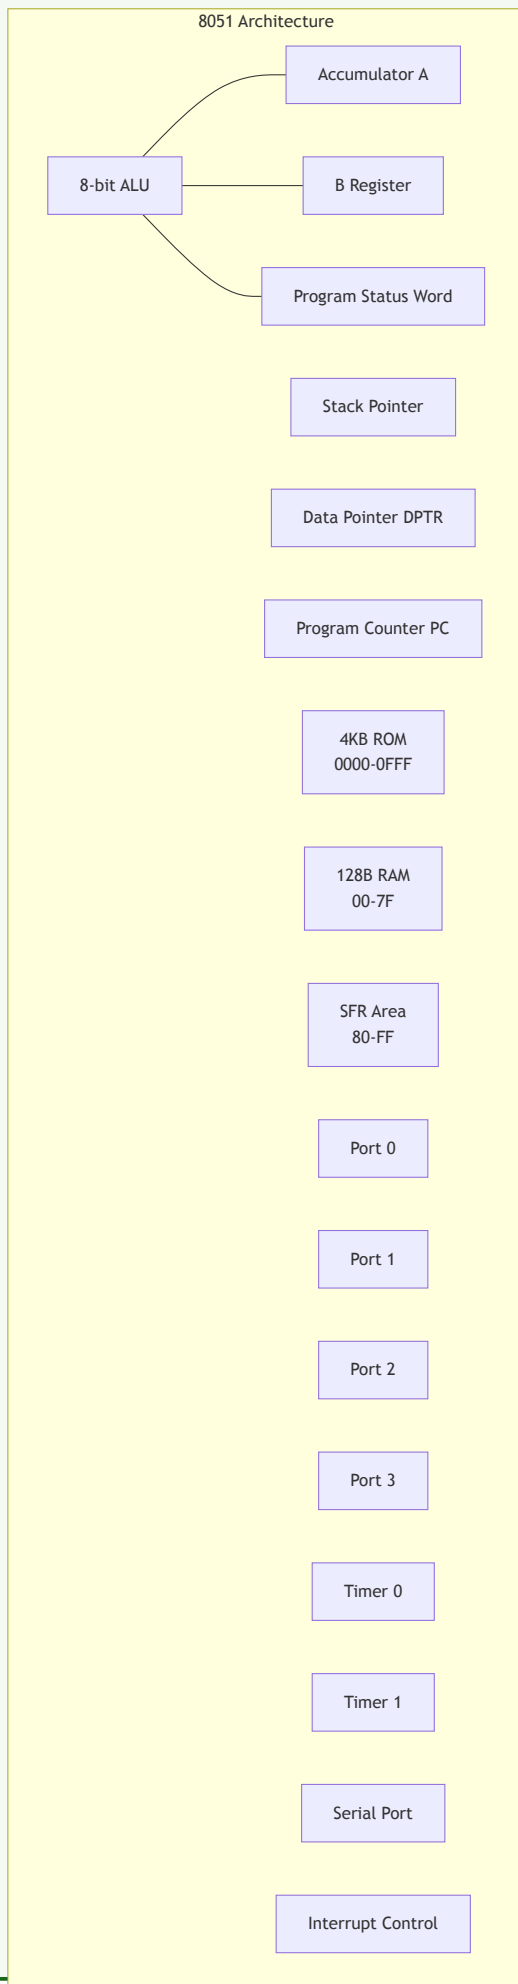 8051 Architecture
Accumulator A
8-bit ALU
B Register
Program Status Word
Stack Pointer
Data Pointer DPTR
Program Counter PC
4KB ROM
0000-0FFF
128B RAM
00-7F
SFR Area
80-FF
Port 0
Port 1
Port 2
Port 3
Timer 0
Timer 1
Serial Port
Interrupt Control